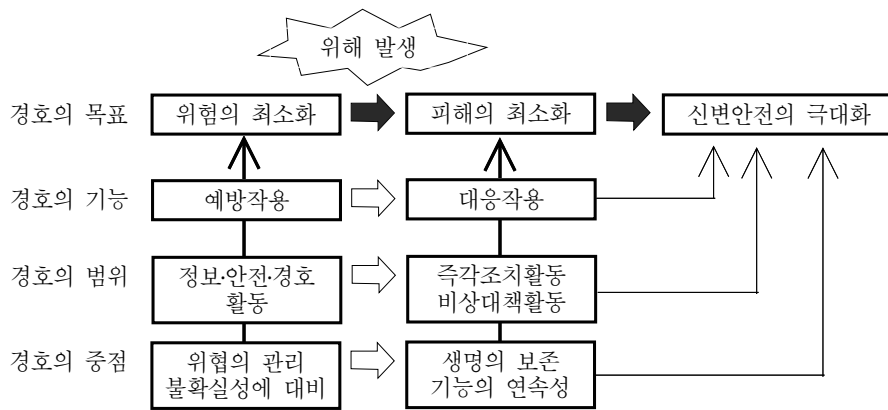 위해 발생
경호의 목표 위험의 최소화 피해의 최소화 신변안전의 극대화
경호의 기능 예방작용 대응작용
경호의 범위 정보·안전·경호 활동 즉각조치활동 비상대책활동
경호의 중점 위협의 관리 불확실성에 대비 생명의 보존 기능의 연속성